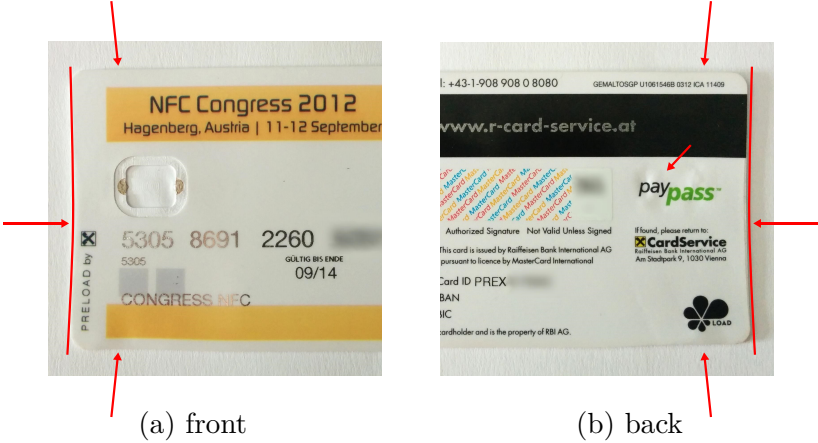 NFC Congress 2012
Hagenberg, Austria | 11-12 September
5305 8691 2260
5305
GÜLTIG BIS ENDE
09/14
CONGRESS NFC
PRELOAD by
(a) front
l: +43-1-908 908 0 8080
GEMALTOSGP U1061546B 0312 ICA 11409
www.r-card-service.at
MasterCard
paypass™
Authorized Signature Not Valid Unless Signed
This card is issued by Raiffeisen Bank International AG
pursuant to licence by MasterCard International
Card ID PREX
BAN
BIC
cardholder and is the property of RBI AG.
If found, please return to:
CardService
Raiffeisen Bank International AG
Am Stadtpark 9, 1030 Vienna
LOAD
(b) back